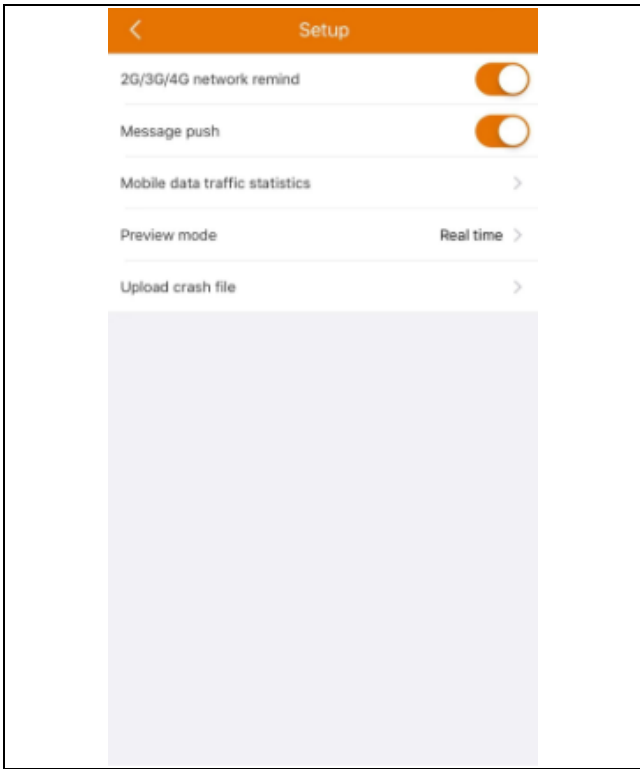 Setup
2G/3G/4G network remind
Message push
Mobile data traffic statistics
Preview mode Real time
Upload crash file